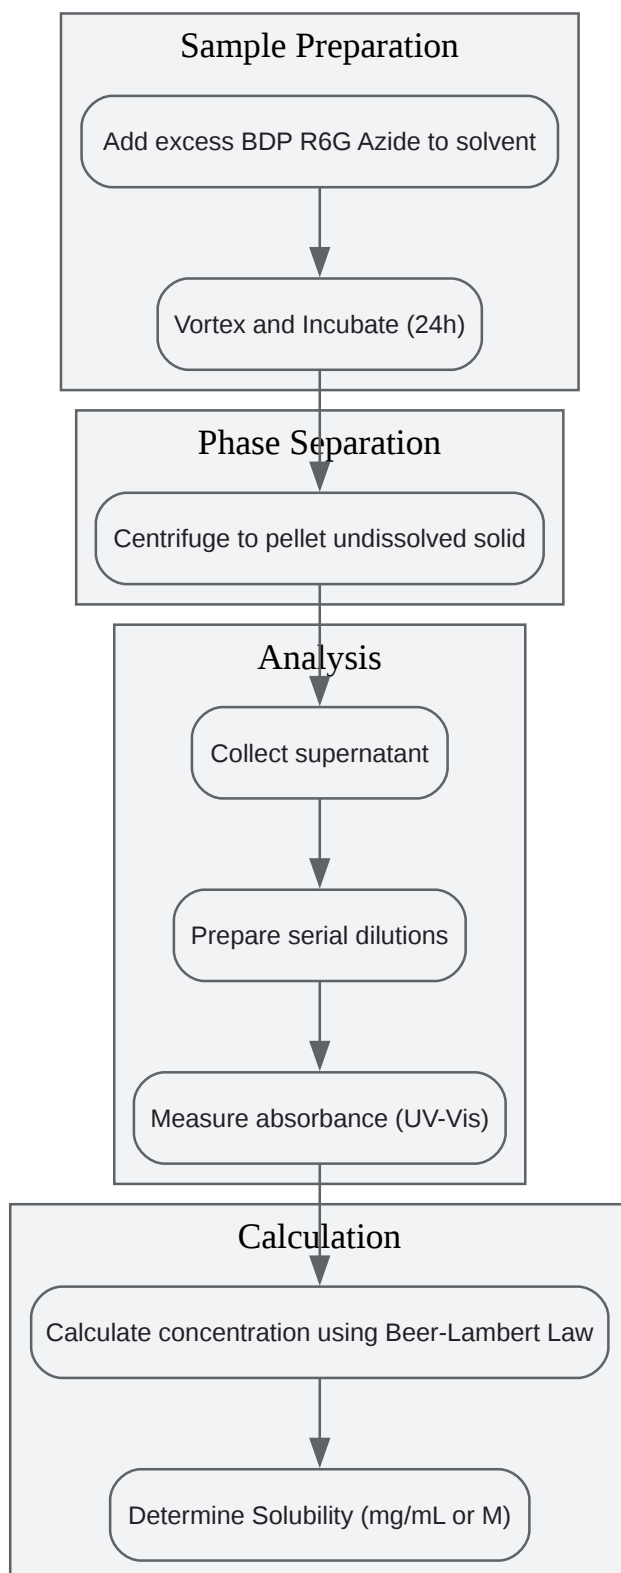 Sample Preparation
Add excess BDP R6G Azide to solvent
Vortex and Incubate (24h)
Phase Separation
Centrifuge to pellet undissolved solid
Analysis
Collect supernatant
Prepare serial dilutions
Measure absorbance (UV-Vis)
Calculation
Calculate concentration using Beer-Lambert Law
Determine Solubility (mg/mL or M)